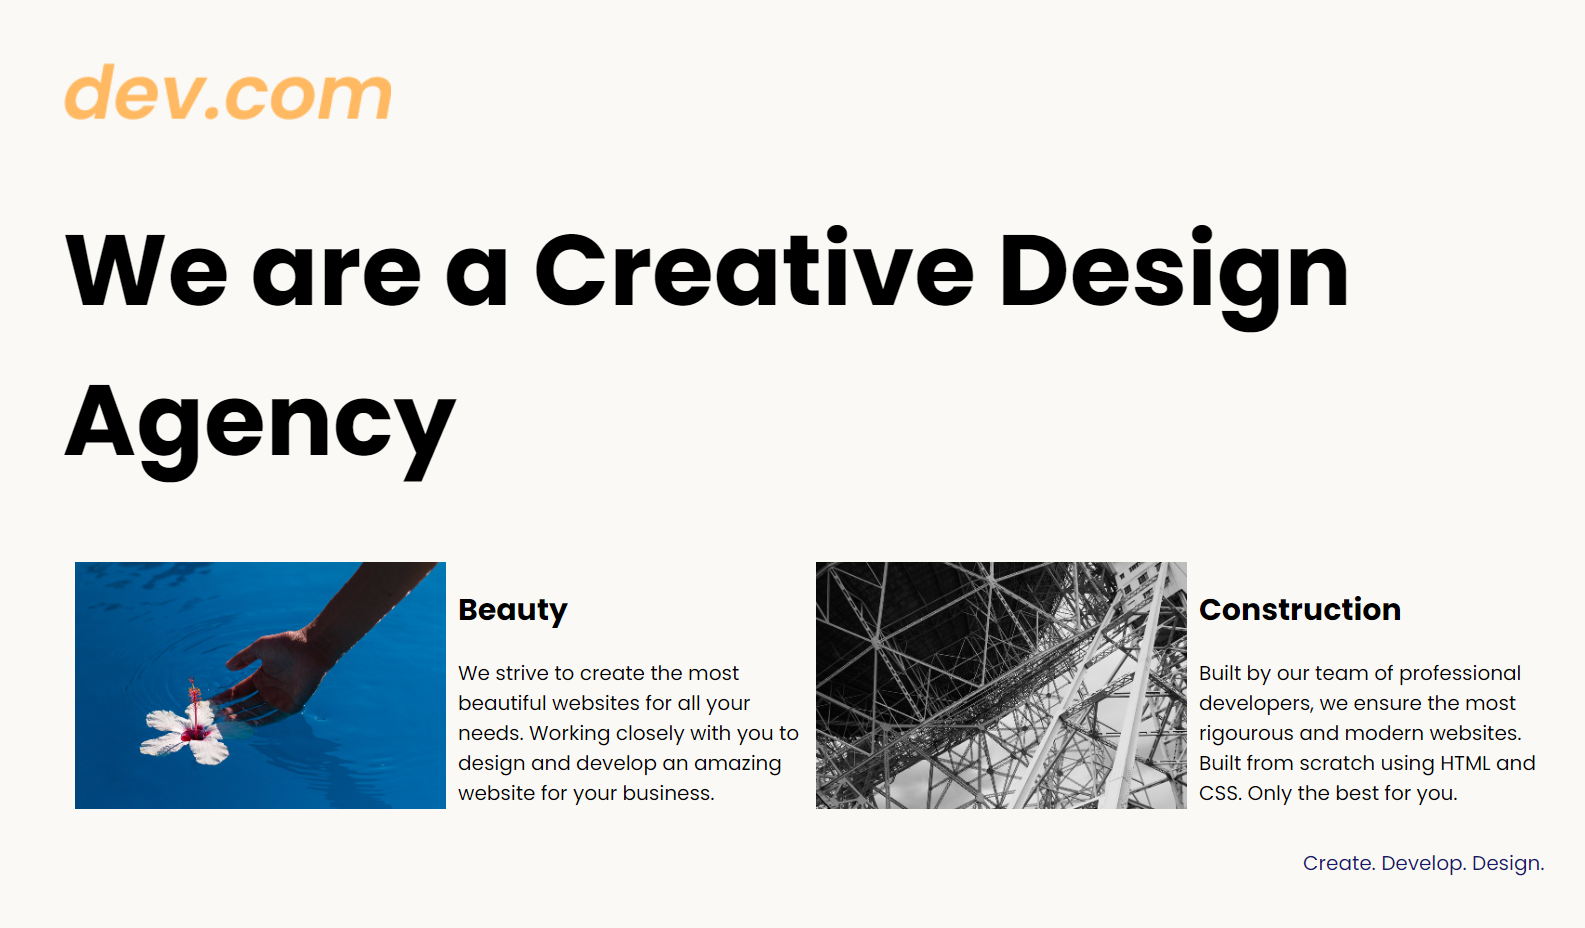 dev.com
We are a Creative Design
Agency
Beauty
We strive to create the most
beautiful websites for all your
needs. Working closely with you to
design and develop an amazing
website for your business.
Construction
Built by our team of professional
developers, we ensure the most
rigourous and modern websites.
Built from scratch using HTML and
CSS. Only the best for you.
Create. Develop. Design.